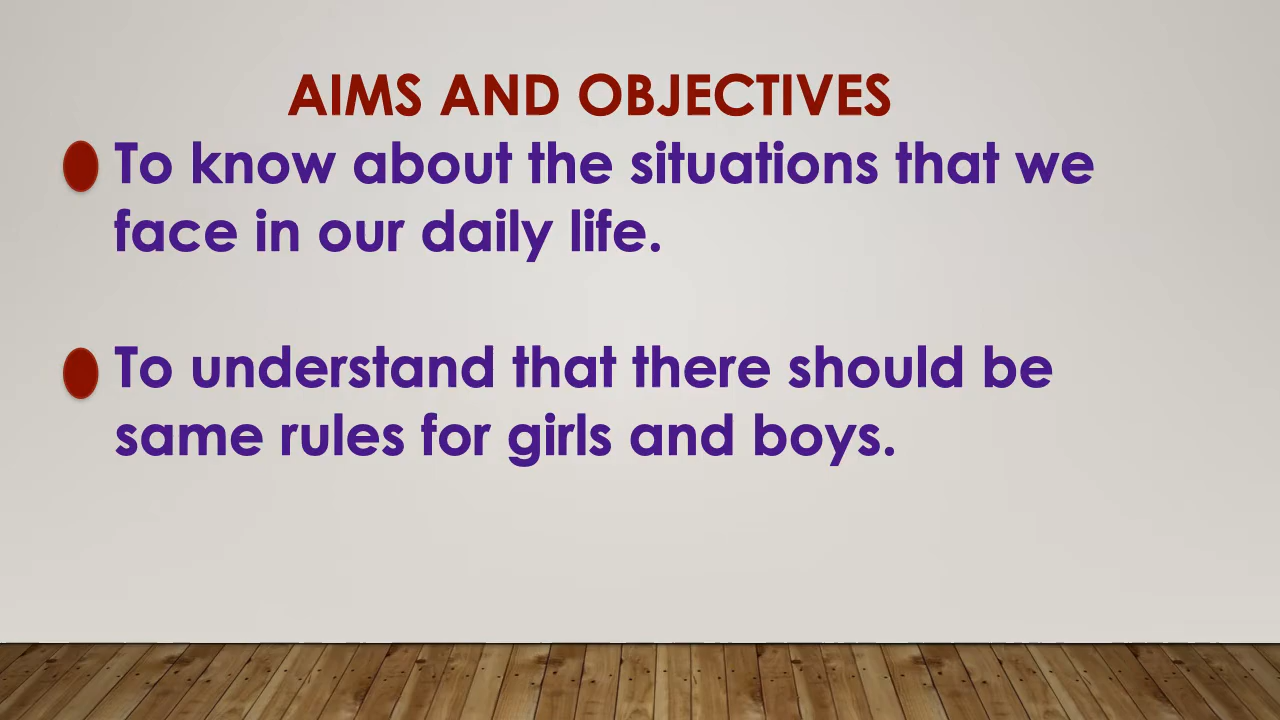 AIMS AND OBJECTIVES
To know about the situations that we
face in our daily life.
To understand that there should be
same rules for girls and boys.